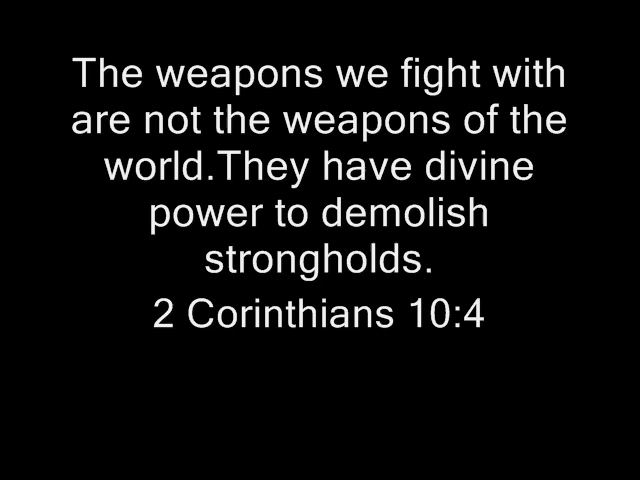 The weapons we fight with
are not the weapons of the
world.They have divine
power to demolish
strongholds.
2 Corinthians 10:4